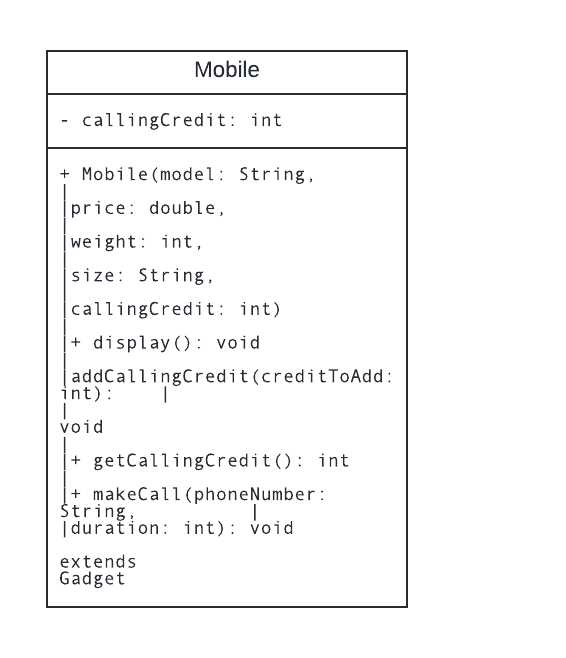 Mobile
- callingCredit: int
+ Mobile(model: String,
|
|price: double,
|
|weight: int,
|
|size: String,
|
|callingCredit: int)
|
|+ display(): void
|
|addCallingCredit(creditToAdd:
int):    |
|
void
|
|+ getCallingCredit(): int
|
|+ makeCall(phoneNumber:
String,          |
|duration: int): void
extends
Gadget